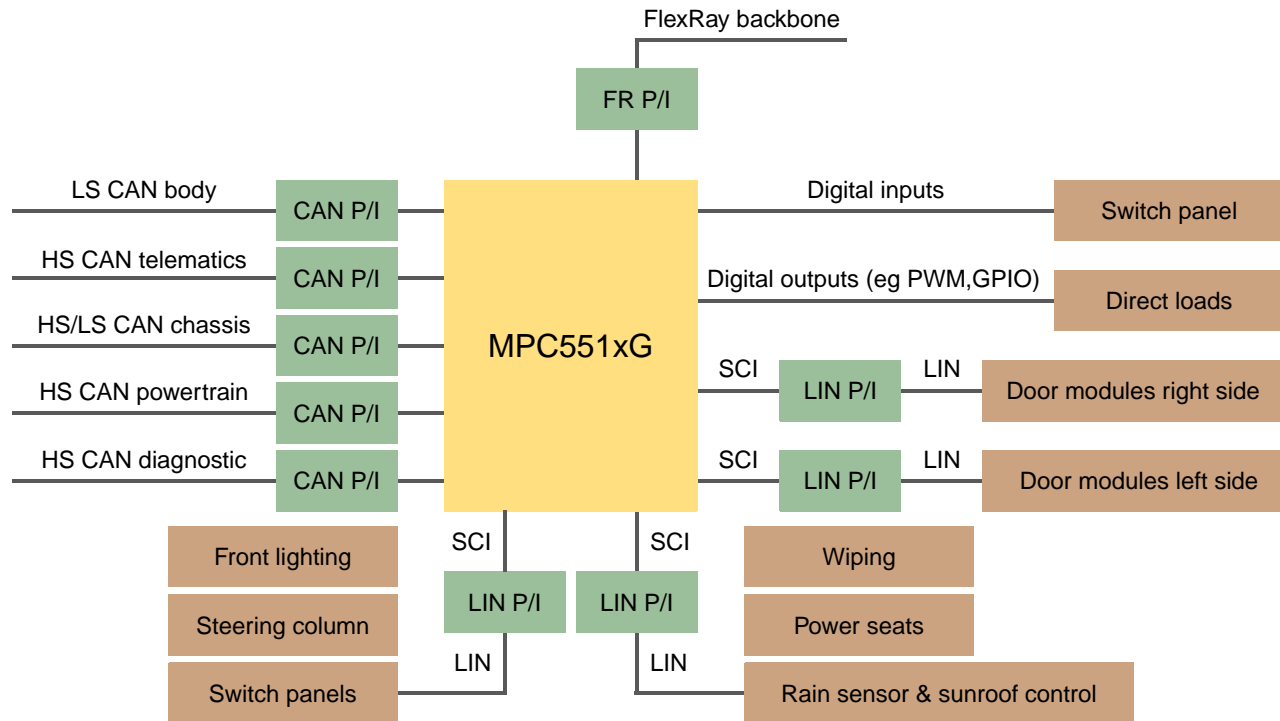 FlexRay backbone
FR P/I
LS CAN body
CAN P/I
HS CAN telematics
CAN P/I
HS/LS CAN chassis
CAN P/I
HS CAN powertrain
CAN P/I
HS CAN diagnostic
CAN P/I
MPC551xG
Digital inputs
Switch panel
Digital outputs (eg PWM,GPIO)
Direct loads
SCI
LIN P/I
LIN
Door modules right side
SCI
LIN P/I
LIN
Door modules left side
Front lighting
Steering column
Switch panels
SCI
LIN P/I
LIN
SCI
LIN P/I
LIN
Wiping
Power seats
Rain sensor & sunroof control